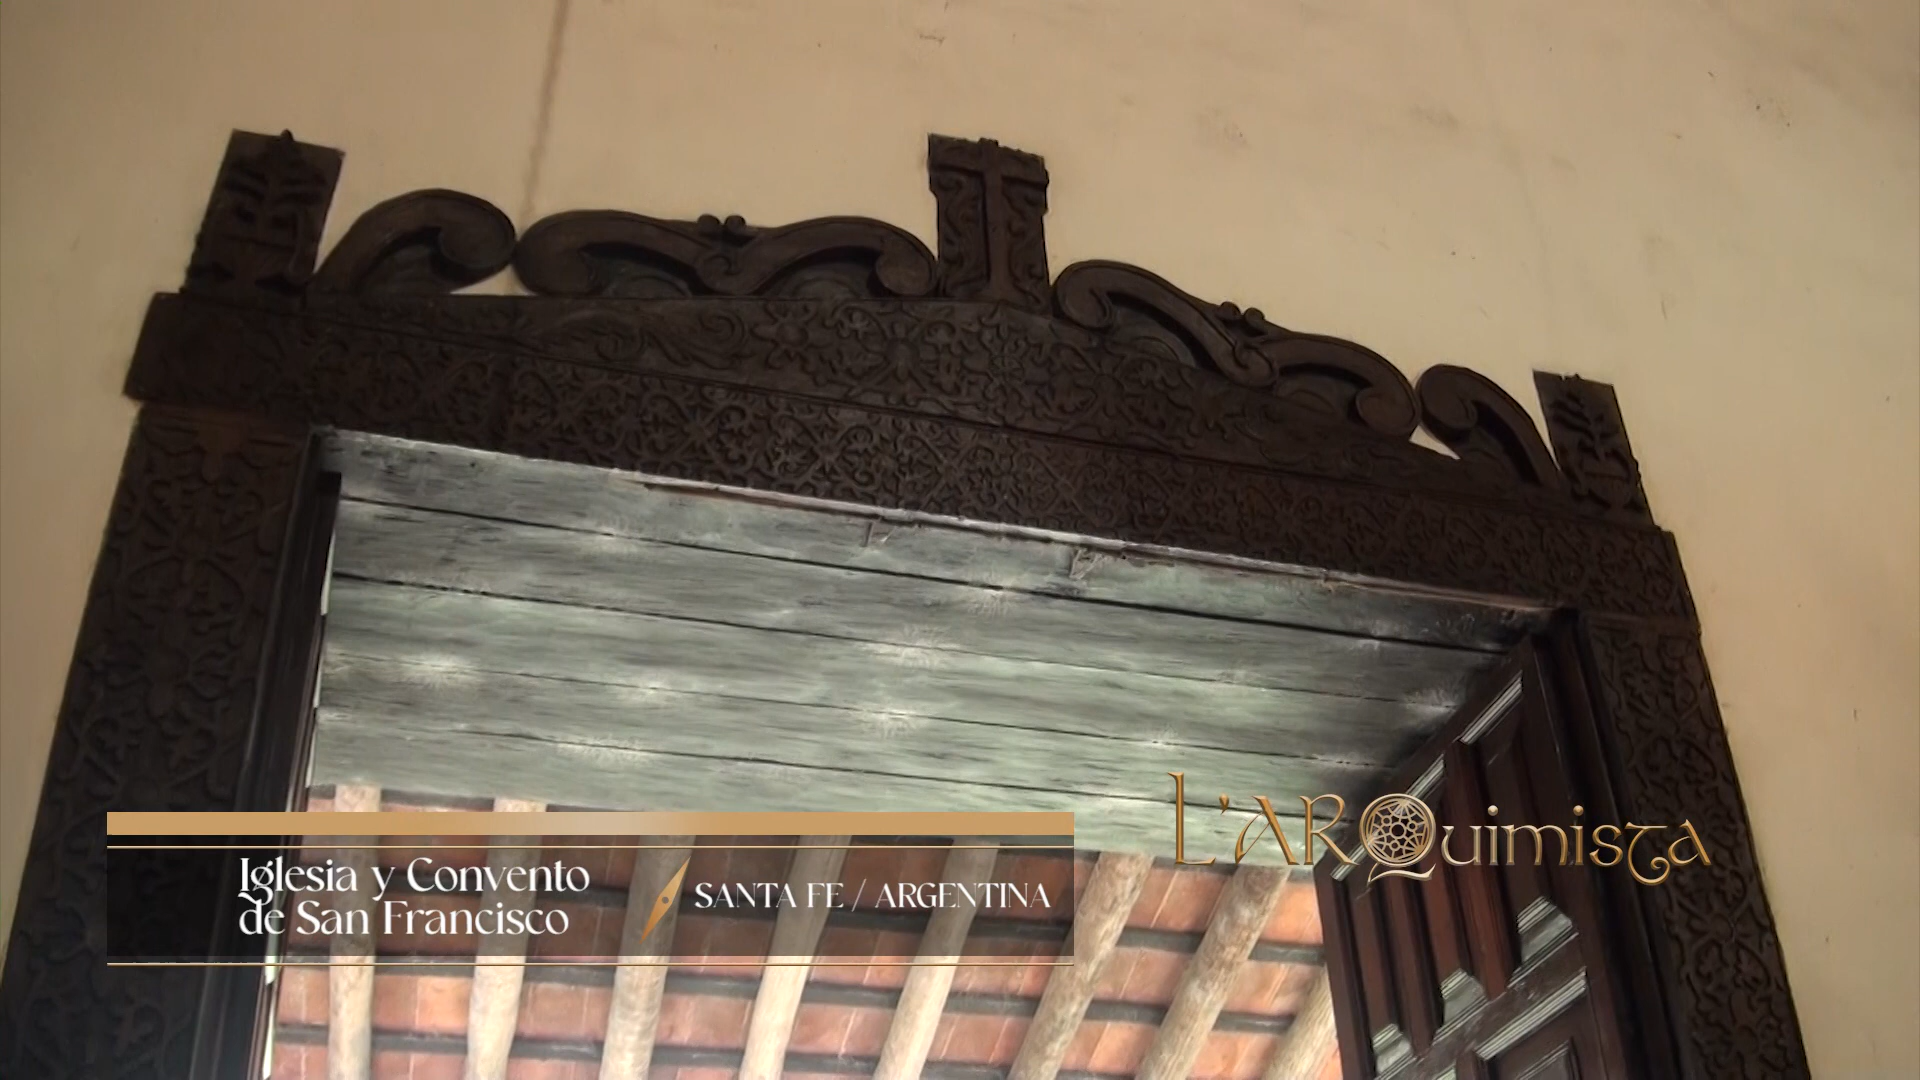 Iglesia y Convento
de San Francisco
SANTA FE / ARGENTINA
L'ARQuimista